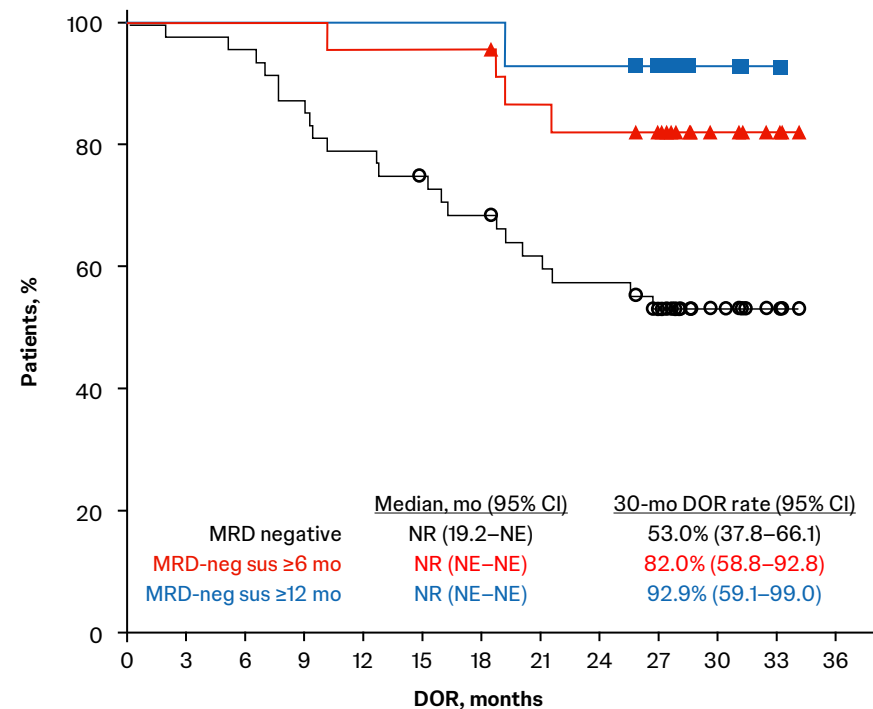 100
80
60
40
20
0
Patients, %
Median, mo (95% CI) 30-mo DOR rate (95% CI)
MRD negative NR (19.2–NE) 53.0% (37.8–66.1)
MRD-neg sus ≥6 mo NR (NE–NE) 82.0% (58.8–92.8)
MRD-neg sus ≥12 mo NR (NE–NE) 92.9% (59.1–99.0)
0 3 6 9 12 15 18 21 24 27 30 33 36
DOR, months